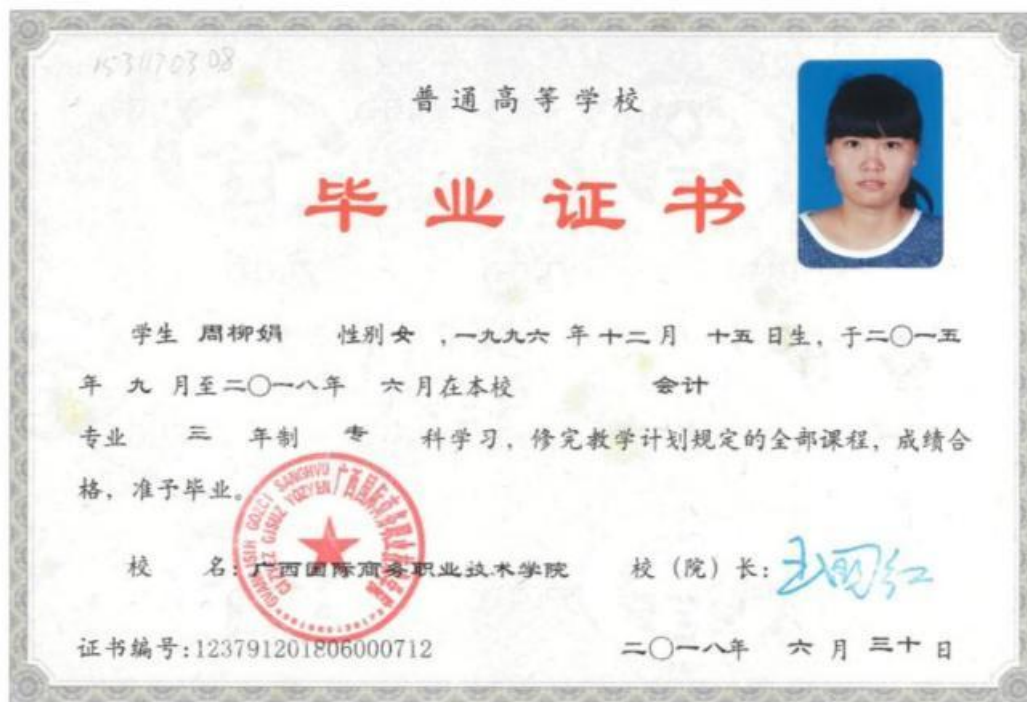 1531170308
普通高等学校
毕业证书
学生 周柳娟 性别 女 ,一九九六 年 十二 月 十五 日生, 于二〇一五
年 九 月至二〇一八年 六 月在本校 会计
专业 三 年制 专 科学习, 修完教学计划规定的全部课程, 成绩合
格, 准予毕业。
校 名: 广西国际商务职业技术学院 校 (院) 长: 王国红
证书编号:123791201806000712 二〇一八年 六 月 三十 日